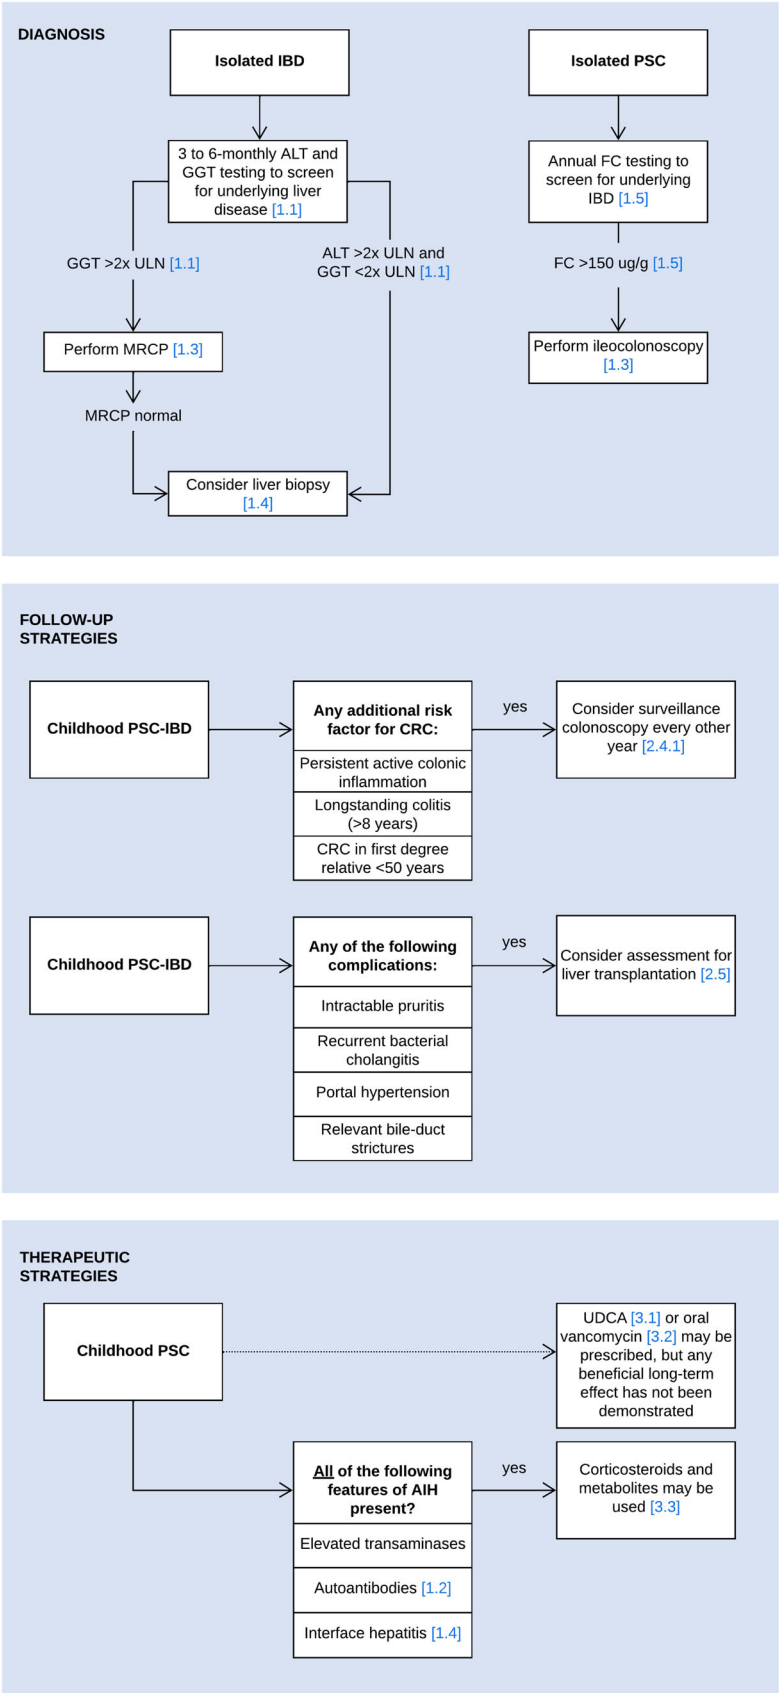 DIAGNOSIS
Isolated IBD
3 to 6-monthly ALT and
GGT testing to screen
for underlying liver
disease [1.1]
GGT >2x ULN [1.1]
ALT >2x ULN and
GGT <2x ULN [1.1]
Perform MRCP [1.3]
MRCP normal
Consider liver biopsy
[1.4]
Isolated PSC
Annual FC testing to
screen for underlying
IBD [1.5]
FC >150 ug/g [1.5]
Perform ileocolonoscopy
[1.3]
FOLLOW-UP
STRATEGIES
Childhood PSC-IBD
Any additional risk
factor for CRC:
Persistent active colonic
inflammation
Longstanding colitis
(>8 years)
CRC in first degree
relative <50 years
yes
Consider surveillance
colonoscopy every other
year [2.4.1]
Childhood PSC-IBD
Any of the following
complications:
Intractable pruritis
Recurrent bacterial
cholangitis
Portal hypertension
Relevant bile-duct
strictures
yes
Consider assessment for
liver transplantation [2.5]
THERAPEUTIC
STRATEGIES
Childhood PSC
UDCA [3.1] or oral
vancomycin [3.2] may be
prescribed, but any
beneficial long-term
effect has not been
demonstrated
All of the following
features of AIH
present?
Elevated transaminases
Autoantibodies [1.2]
Interface hepatitis [1.4]
yes
Corticosteroids and
metabolites may be
used [3.3]